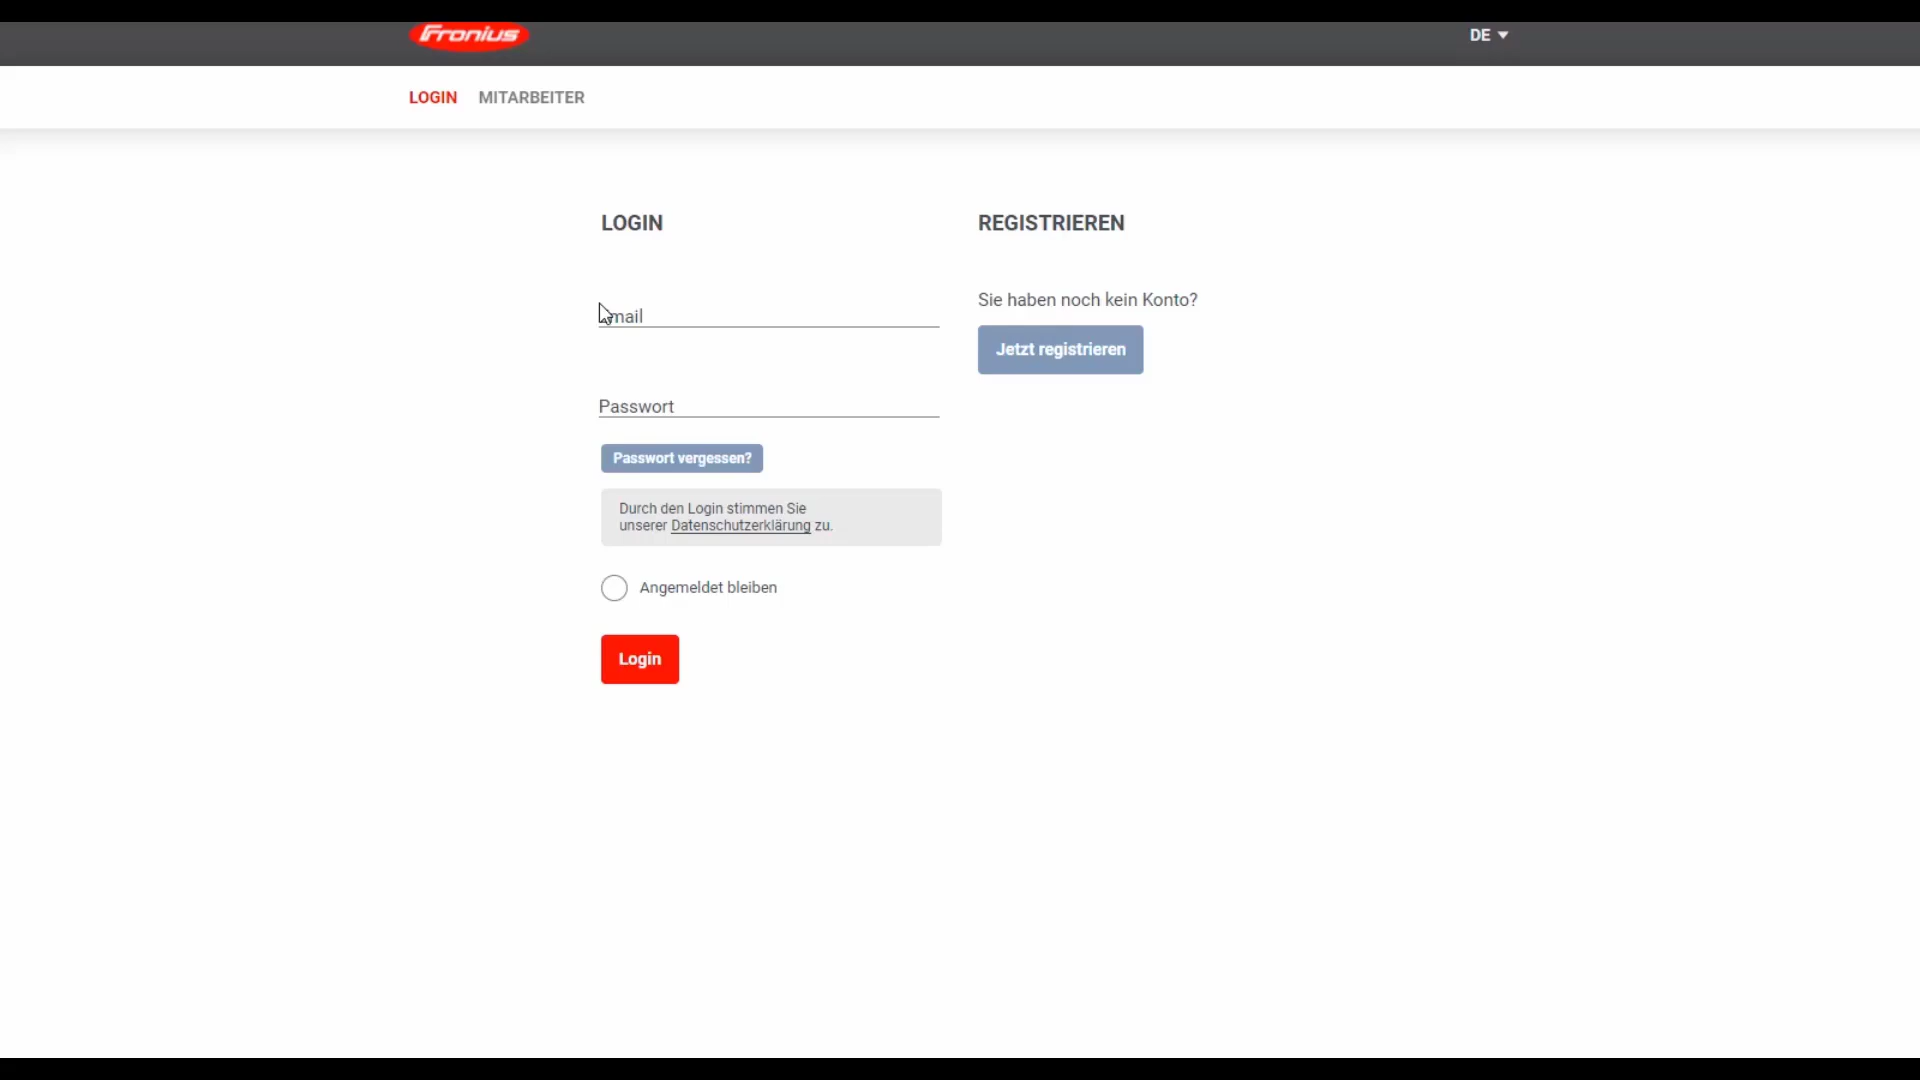 Fronius
DE
LOGIN MITARBEITER
LOGIN
mail
Passwort
Passwort vergessen?
Durch den Login stimmen Sie
unserer Datenschutzerklärung zu.
Angemeldet bleiben
Login
REGISTRIEREN
Sie haben noch kein Konto?
Jetzt registrieren